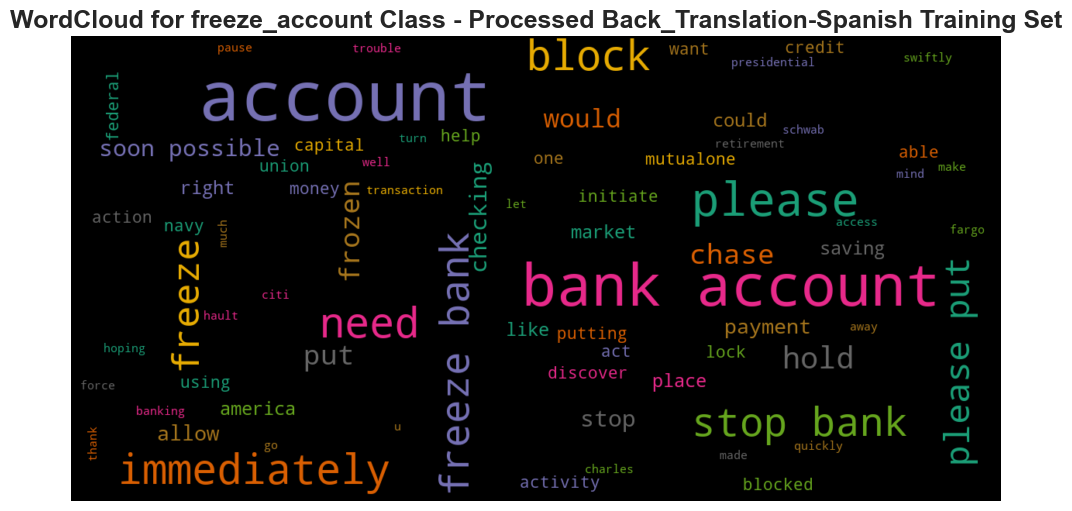 WordCloud for freeze_account Class - Processed Back_Translation-Spanish Training Set
pause
trouble
block
want
credit
presidential
swiftly
federal
account
would
could
schwab
retirement
soon possible
capital
turn
help
union
well
one
mutualone
able
mind
make
right
money
transaction
checking
initiate
please
let
access
action
navy
much
frozen
market
fargo
freeze
freeze bank
chase
saving
bank account
please put
citi
hault
need
like
putting
payment
away
hoping
put
act
lock
hold
force
using
discover
place
banking
america
stop
stop bank
thank
allow
go
u
quickly
made
immediately
charles
activity
blocked